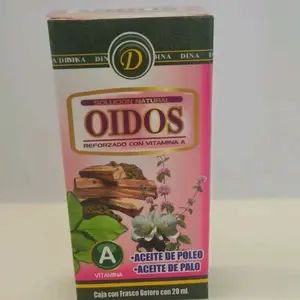 DINA
D
SOLUCION NATURAL
OIDOS
REFORZADO CON VITAMINA A
A
VITAMINA
•ACEITE DE POLEO
•ACEITE DE PALO
Caja con Frasco Gotero con 20 ml.